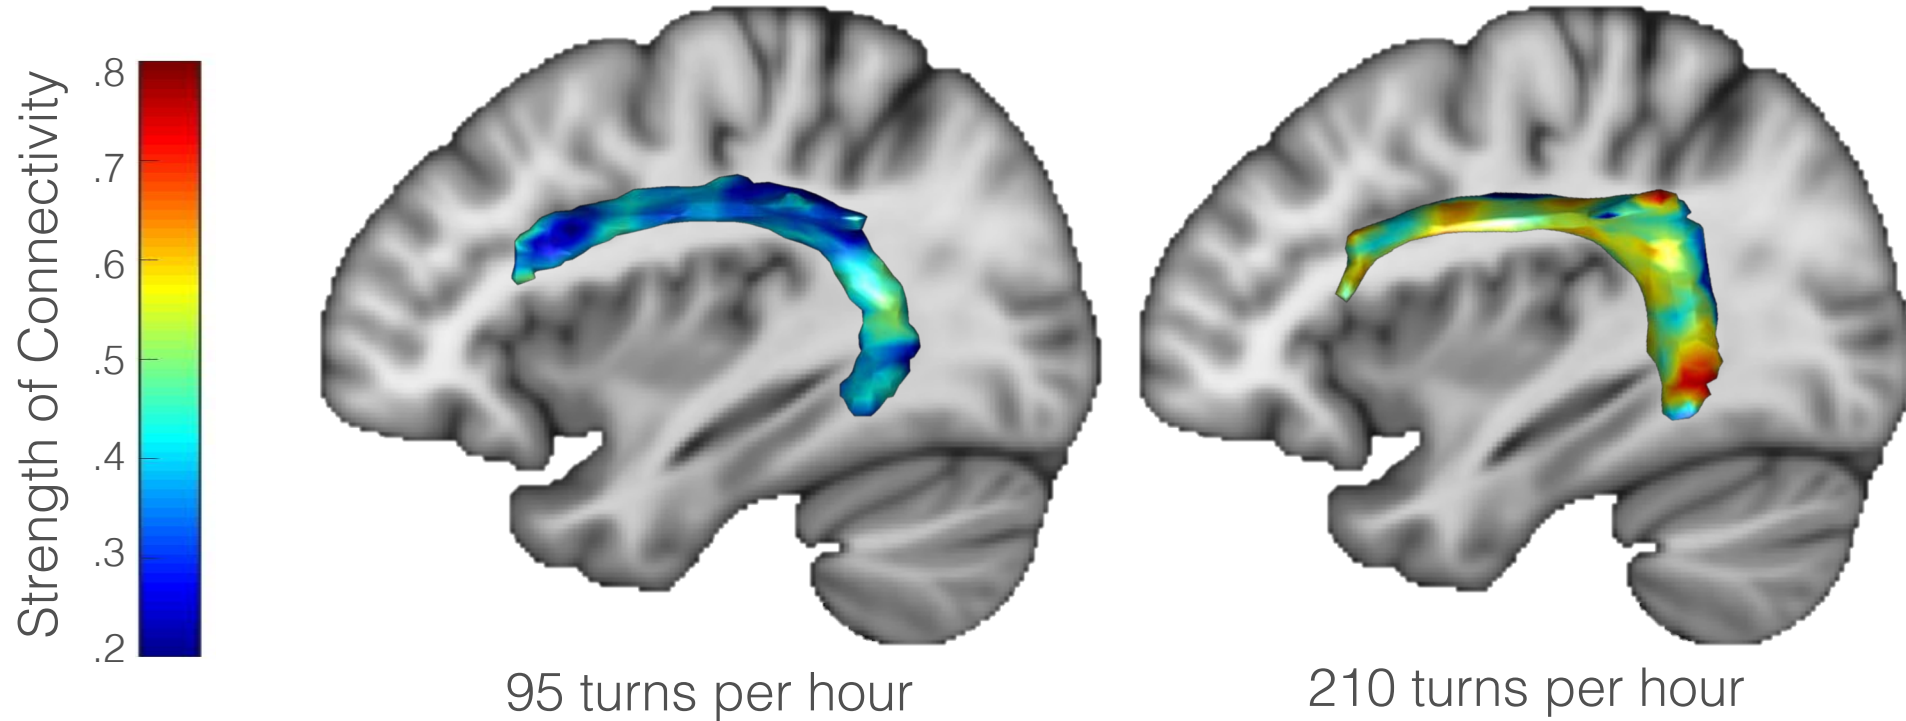 Strength of Connectivity
.8
.7
.6
.5
.4
.3
.2
95 turns per hour
210 turns per hour